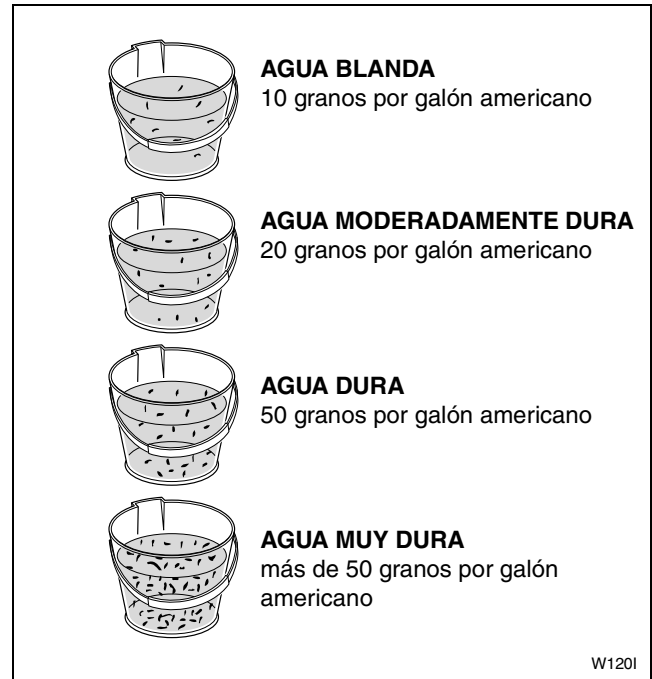 AGUA BLANDA
10 granos por galón americano
AGUA MODERADAMENTE DURA
20 granos por galón americano
AGUA DURA
50 granos por galón americano
AGUA MUY DURA
más de 50 granos por galón
americano
W120I